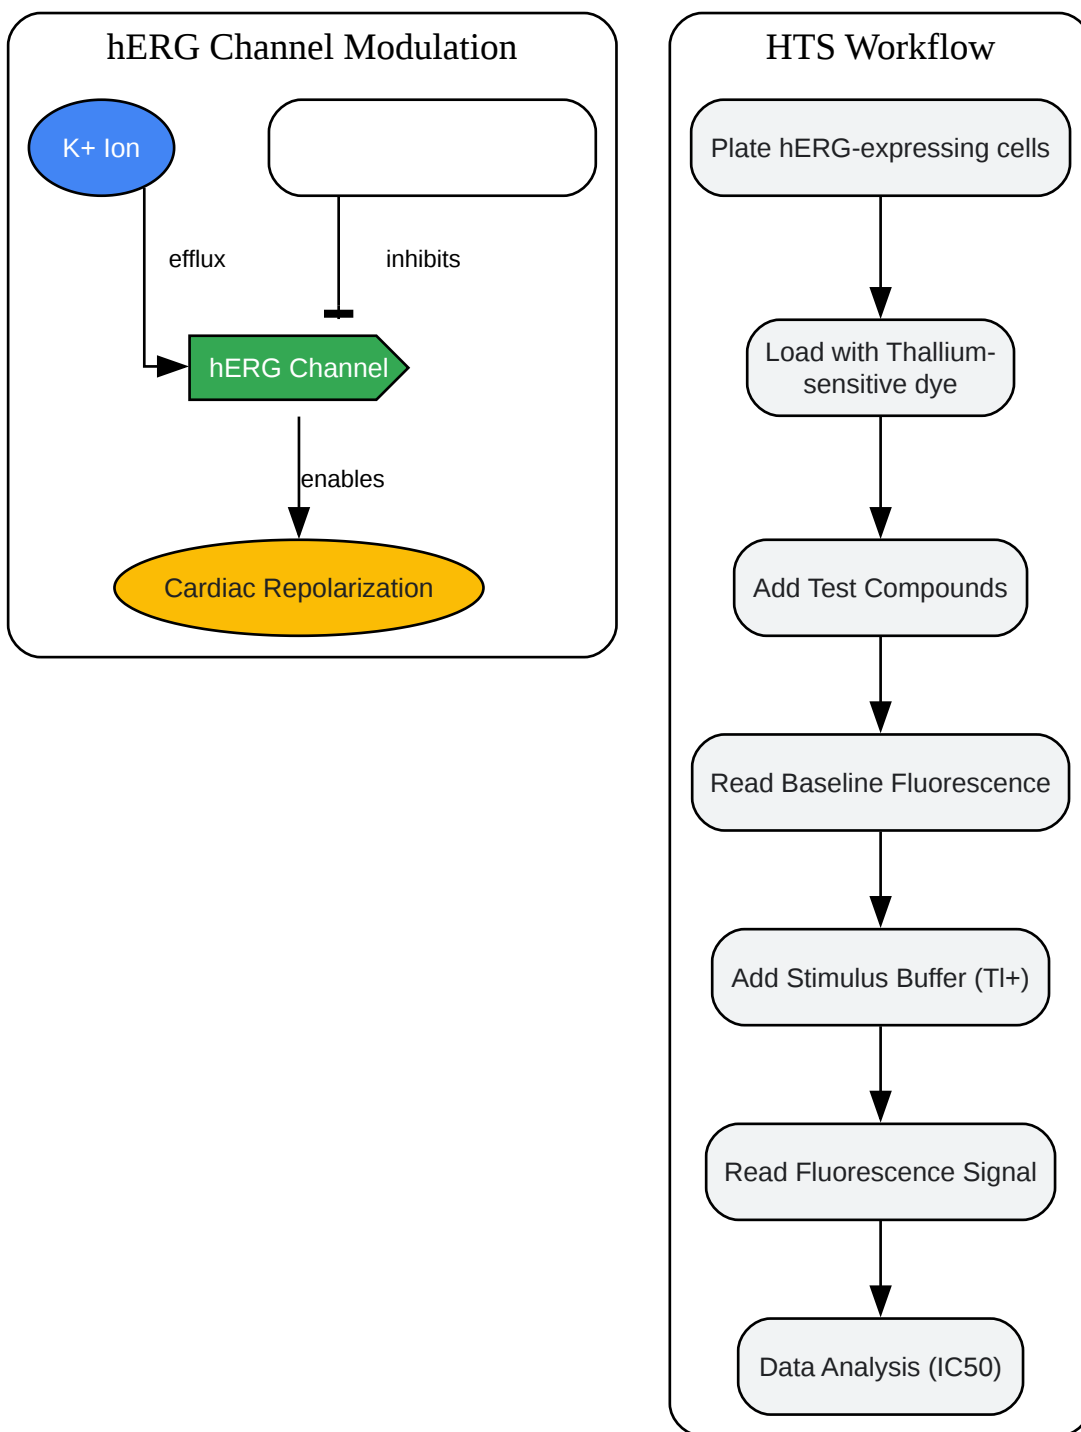 hERG Channel Modulation
K+ Ion
efflux
inhibits
hERG Channel
enables
Cardiac Repolarization
HTS Workflow
Plate hERG-expressing cells
Load with Thallium-
sensitive dye
Add Test Compounds
Read Baseline Fluorescence
Add Stimulus Buffer (Tl+)
Read Fluorescence Signal
Data Analysis (IC50)